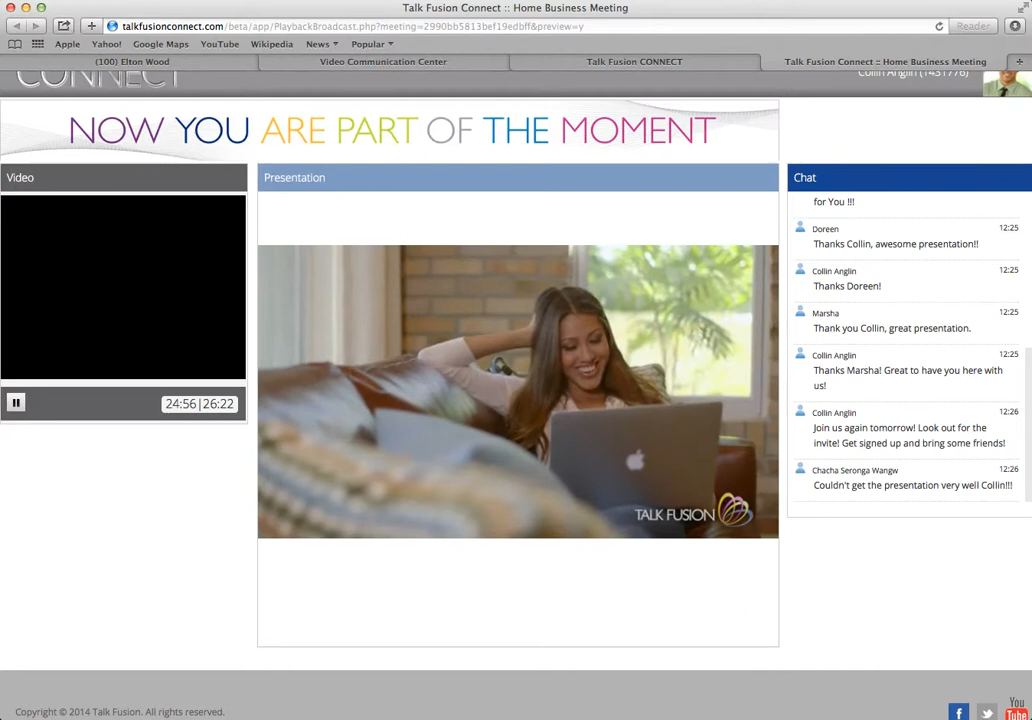 Talk Fusion Connect :: Home Business Meeting
talkfusionconnect.com/beta/app/PlaybackBroadcast.php?meeting=2990bb5813bef19edbff&preview=y
Reader
Apple Yahoo! Google Maps YouTube Wikipedia News Popular
(100) Elton Wood
Video Communication Center
Talk Fusion CONNECT
Talk Fusion Connect :: Home Business Meeting
CONNECT
Collin Anglin (1431776)
NOW YOU ARE PART OF THE MOMENT
Video
Presentation
Chat
for You !!!
Doreen 12:25
Thanks Collin, awesome presentation!!
Collin Anglin 12:25
Thanks Doreen!
Marsha 12:25
Thank you Collin, great presentation.
Collin Anglin 12:25
Thanks Marsha! Great to have you here with
us!
Collin Anglin 12:26
Join us again tomorrow! Look out for the
invite! Get signed up and bring some friends!
Chacha Seronga Wangw 12:26
Couldn't get the presentation very well Collin!!!
24:56|26:22
TALK FUSION
Copyright © 2014 Talk Fusion. All rights reserved.
f
You
Tube